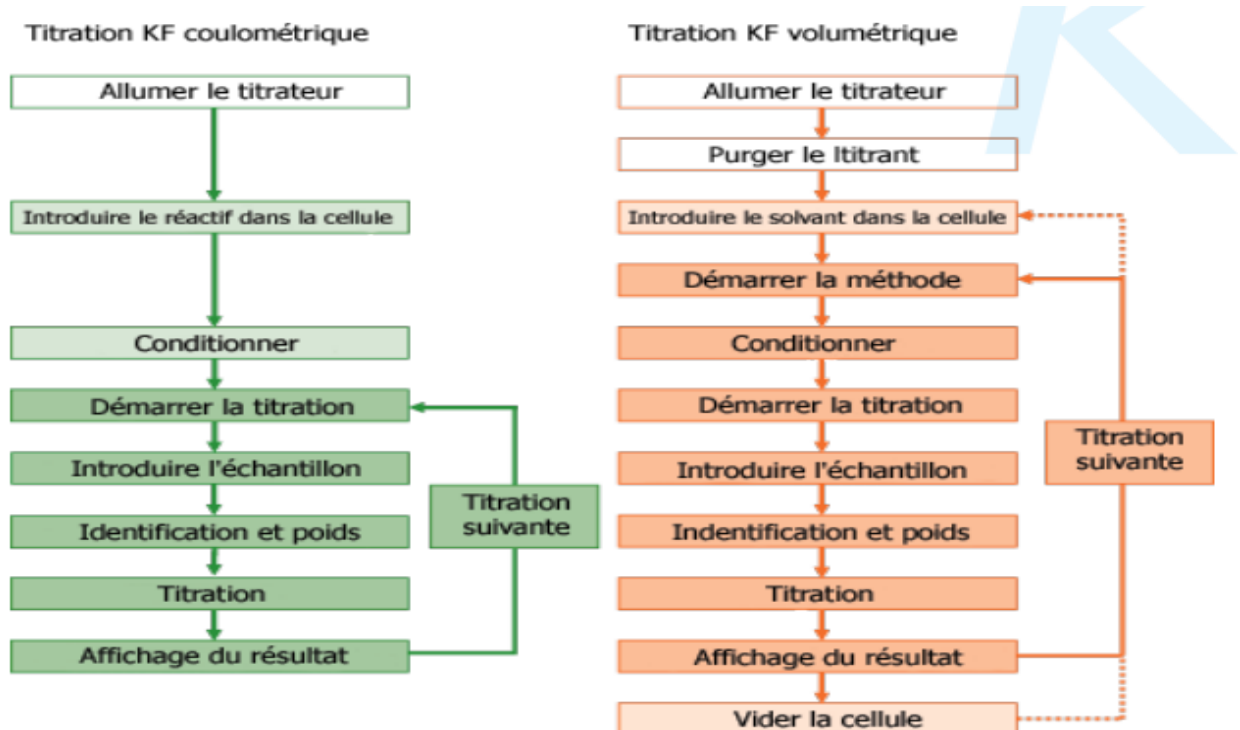 Titration KF coulométrique
Allumer le titrateur
Introduire le réactif dans la cellule
Conditionner
Démarrer la titration
Introduire l'échantillon
Identification et poids
Titration
Affichage du résultat
Titration
suivante
Titration KF volumétrique
Allumer le titrateur
Purger le ltitrant
Introduire le solvant dans la cellule
Démarrer la méthode
Conditionner
Démarrer la titration
Introduire l'échantillon
Indentification et poids
Titration
Affichage du résultat
Vider la cellule
Titration
suivante
K